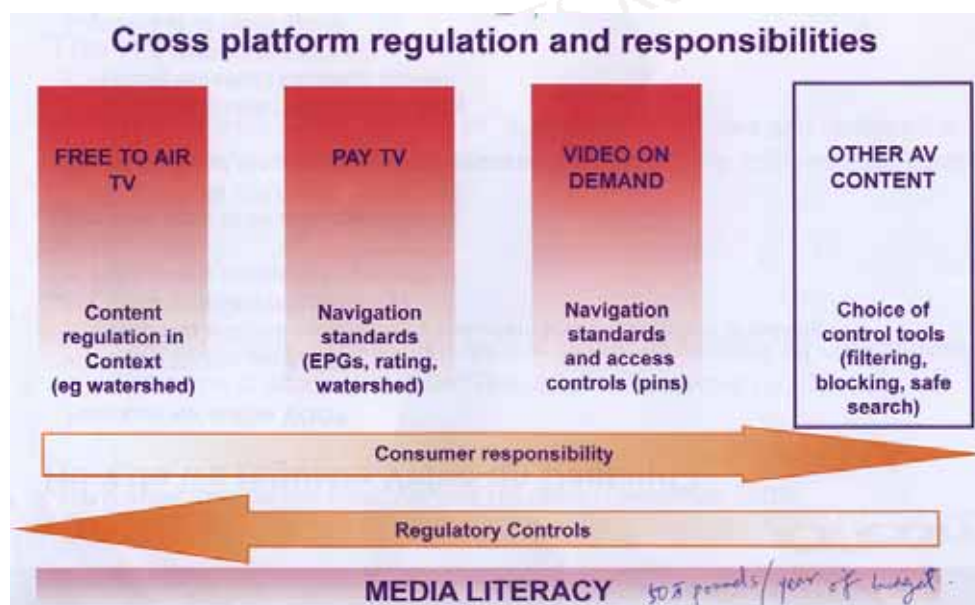 Cross platform regulation and responsibilities
FREE TO AIR
TV
Content
regulation in
Context
(eg watershed)
PAY TV
Navigation
standards
(EPGs, rating,
watershed)
VIDEO ON
DEMAND
Navigation
standards
and access
controls (pins)
OTHER AV
CONTENT
Choice of
control tools
(filtering,
blocking, safe
search)
Consumer responsibility
Regulatory Controls
MEDIA LITERACY
pounds/year of budget.